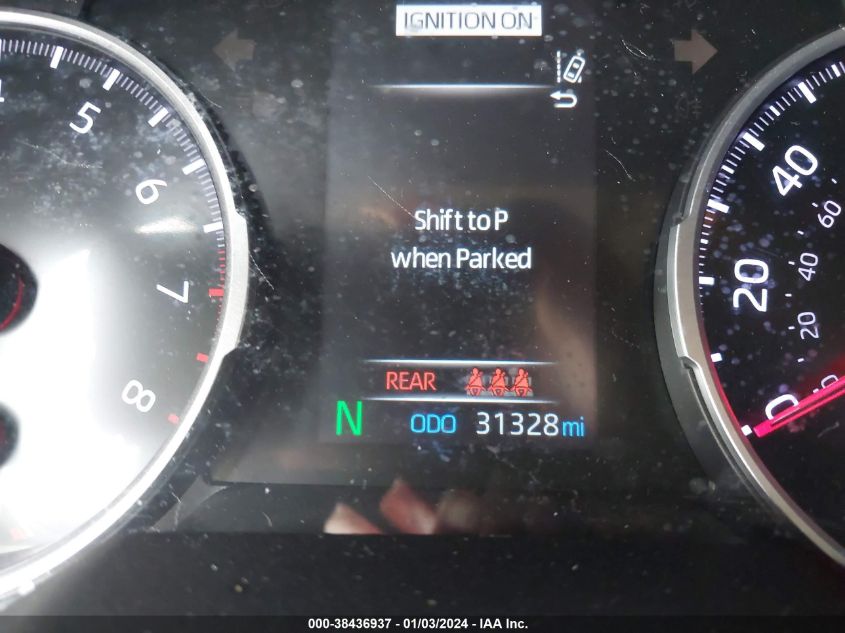 IGNITION ON
5
6
7
8
Shift to P
when Parked
REAR
N ODO 31328 mi
40
20
0
60
40
20
0
000-38436937 - 01/03/2024 - IAA Inc.